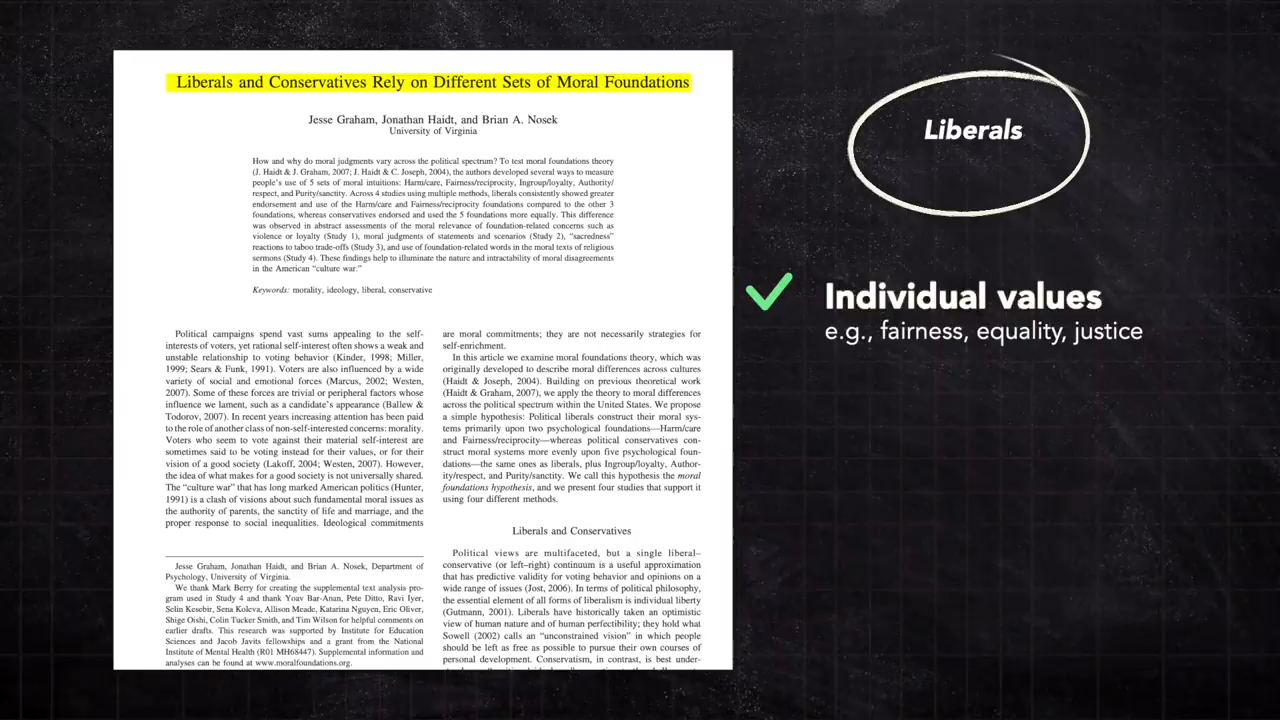 Liberals and Conservatives Rely on Different Sets of Moral Foundations
Jesse Graham, Jonathan Haidt, and Brian A. Nosek
University of Virginia
How and why do moral judgments vary across the political spectrum? To test moral foundations theory
(J. Haidt & J. Graham, 2007; J. Haidt & C. Joseph, 2004), the authors developed several ways to measure
people's use of 5 sets of moral intuitions: Harm/care, Fairness/reciprocity, Ingroup/loyalty, Authority/
respect, and Purity/sanctity. Across 4 studies using multiple methods, liberals consistently showed greater
endorsement and use of the Harm/care and Fairness/reciprocity foundations compared to the other 3
foundations, whereas conservatives endorsed and used the 5 foundations more equally. This difference
was observed in abstract assessments of the moral relevance of foundation-related concerns such as
violence or loyalty (Study 1), moral judgments of statements and scenarios (Study 2), "sacredness"
reactions to taboo trade-offs (Study 3), and use of foundation-related words in the moral texts of religious
sermons (Study 4). These findings help to illuminate the nature and intractability of moral disagreements
in the American "culture war."
Keywords: morality, ideology, liberal, conservative
Political campaigns spend vast sums appealing to the self-
interests of voters, yet rational self-interest often shows a weak and
unstable relationship to voting behavior (Kinder, 1998; Miller,
1999; Sears & Funk, 1991). Voters are also influenced by a wide
variety of social and emotional forces (Marcus, 2002; Westen,
2007). Some of these forces are trivial or peripheral factors whose
influence we lament, such as a candidate's appearance (Ballew &
Todorov, 2007). In recent years increasing attention has been paid
to the role of another class of non-self-interested concerns: morality.
Voters who seem to vote against their material self-interest are
sometimes said to be voting instead for their values, or for their
vision of a good society (Lakoff, 2004; Westen, 2007). However,
the idea of what makes for a good society is not universally shared.
The "culture war" that has long marked American politics (Hunter,
1991) is a clash of visions about such fundamental moral issues as
the authority of parents, the sanctity of life and marriage, and the
proper response to social inequalities. Ideological commitments
Jesse Graham, Jonathan Haidt, and Brian A. Nosek, Department of
Psychology, University of Virginia.
We thank Mark Berry for creating the supplemental text analysis pro-
gram used in Study 4 and thank Yoav Bar-Anan, Pete Ditto, Ravi Iyer,
Selin Kesebir, Sena Koleva, Allison Meade, Katarina Nguyen, Eric Oliver,
Shige Oishi, Colin Tucker Smith, and Tim Wilson for helpful comments on
earlier drafts. This research was supported by Institute for Education
Sciences and Jacob Javits fellowships and a grant from the National
Institute of Mental Health (R01 MH68447). Supplemental information and
analyses can be found at www.moralfoundations.org.
are moral commitments; they are not necessarily strategies for
self-enrichment.
In this article we examine moral foundations theory, which was
originally developed to describe moral differences across cultures
(Haidt & Joseph, 2004). Building on previous theoretical work
(Haidt & Graham, 2007), we apply the theory to moral differences
across the political spectrum within the United States. We propose
a simple hypothesis: Political liberals construct their moral sys-
tems primarily upon two psychological foundations—Harm/care
and Fairness/reciprocity—whereas political conservatives con-
struct moral systems more evenly upon five psychological foun-
dations—the same ones as liberals, plus Ingroup/loyalty, Author-
ity/respect, and Purity/sanctity. We call this hypothesis the moral
foundations hypothesis, and we present four studies that support it
using four different methods.
Liberals and Conservatives
Political views are multifaceted, but a single liberal–
conservative (or left–right) continuum is a useful approximation
that has predictive validity for voting behavior and opinions on a
wide range of issues (Jost, 2006). In terms of political philosophy,
the essential element of all forms of liberalism is individual liberty
(Gutmann, 2001). Liberals have historically taken an optimistic
view of human nature and of human perfectibility; they hold what
Sowell (2002) calls an "unconstrained vision" in which people
should be left as free as possible to pursue their own courses of
personal development. Conservatism, in contrast, is best under-
Liberals
Individual values
e.g., fairness, equality, justice